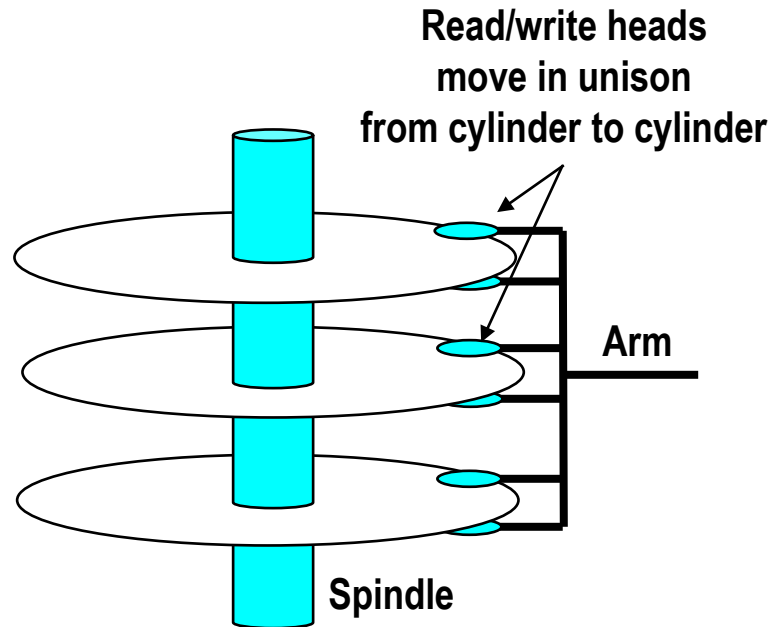 Read/write heads
move in unison
from cylinder to cylinder
Arm
Spindle